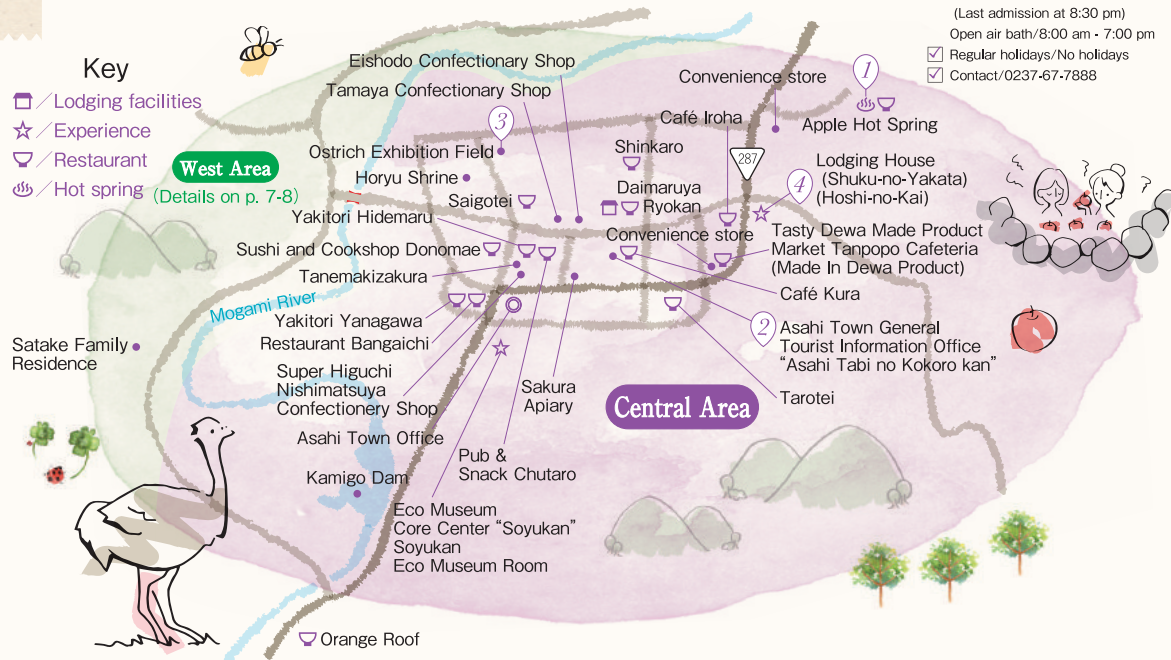 (Last admission at 8:30 pm)
Open air bath/8:00 am - 7:00 pm
Regular holidays/No holidays
Contact/0237-67-7888
Key
／Lodging facilities
／Experience
／Restaurant
／Hot spring
West Area
(Details on p. 7-8)
Eishodo Confectionary Shop
Tamaya Confectionary Shop
3
Ostrich Exhibition Field
Horyu Shrine
Saigotei
Yakitori Hidemaru
Sushi and Cookshop Donomae
Tanemakizakura
Mogami River
Yakitori Yanagawa
Restaurant Bangaichi
Satake Family
Residence
Super Higuchi
Nishimatsuya
Confectionery Shop
Asahi Town Office
Kamigo Dam
Convenience store
1
Café Iroha
Apple Hot Spring
Shinkaro
287
Daimaruya
Ryokan
4
Lodging House
(Shuku-no-Yakata)
(Hoshi-no-Kai)
Convenience store
Tasty Dewa Made Product
Market Tanpopo Cafeteria
(Made In Dewa Product)
Café Kura
2
Asahi Town General
Tourist Information Office
“Asahi Tabi no Kokoro kan”
Tarotei
Sakura
Apiary
Central Area
Pub &
Snack Chutaro
Eco Museum
Core Center “Soyukan”
Soyukan
Eco Museum Room
Orange Roof